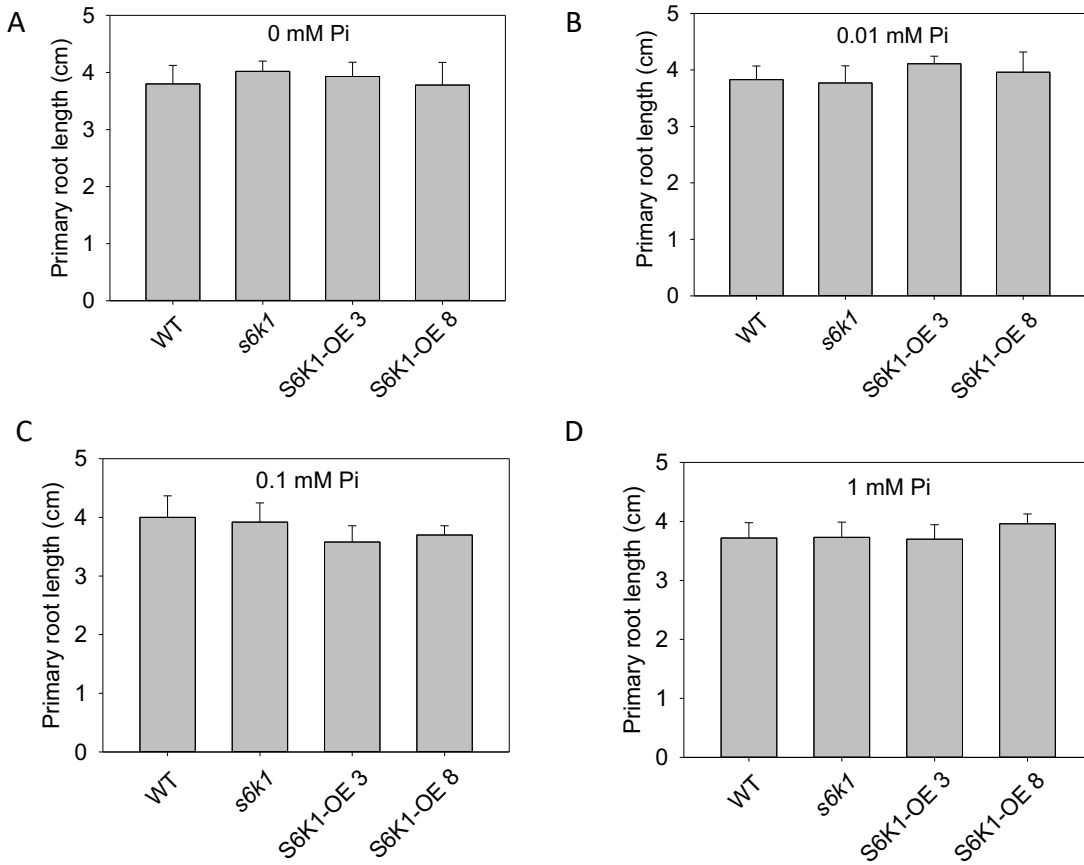 A
0 mM Pi
Primary root length (cm)
5
4
3
2
1
0
WT
s6k1
S6K1-OE 3
S6K1-OE 8
B
0.01 mM Pi
Primary root length (cm)
5
4
3
2
1
0
WT
s6k1
S6K1-OE 3
S6K1-OE 8
C
0.1 mM Pi
Primary root length (cm)
5
4
3
2
1
0
WT
s6k1
S6K1-OE 3
S6K1-OE 8
D
1 mM Pi
Primary root length (cm)
5
4
3
2
1
0
WT
s6k1
S6K1-OE 3
S6K1-OE 8